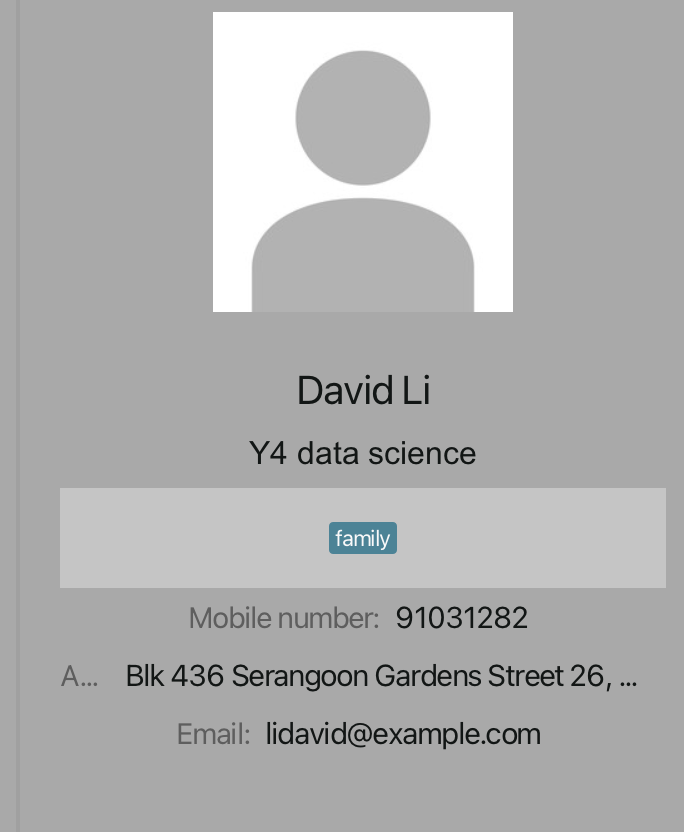 David Li
Y4 data science
family
Mobile number: 91031282
A... Blk 436 Serangoon Gardens Street 26, ...
Email: lidavid@example.com